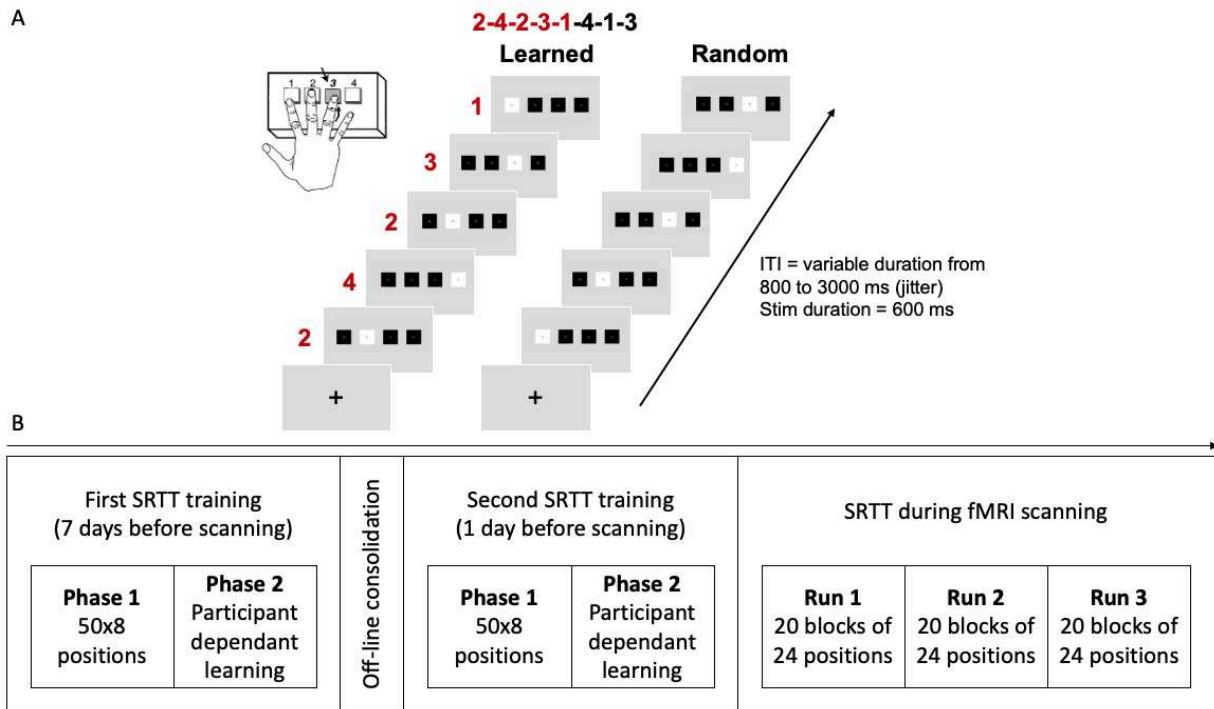 A
2-4-2-3-1-4-1-3
Learned
Random
1 2 3 4
1
3
2
4
2
+
+
ITI = variable duration from
800 to 3000 ms (jitter)
Stim duration = 600 ms
B
First SRTT training
(7 days before scanning)
Phase 1
50x8
positions
Phase 2
Participant
dependant
learning
Off-line consolidation
Second SRTT training
(1 day before scanning)
Phase 1
50x8
positions
Phase 2
Participant
dependant
learning
SRTT during fMRI scanning
Run 1
20 blocks of
24 positions
Run 2
20 blocks of
24 positions
Run 3
20 blocks of
24 positions